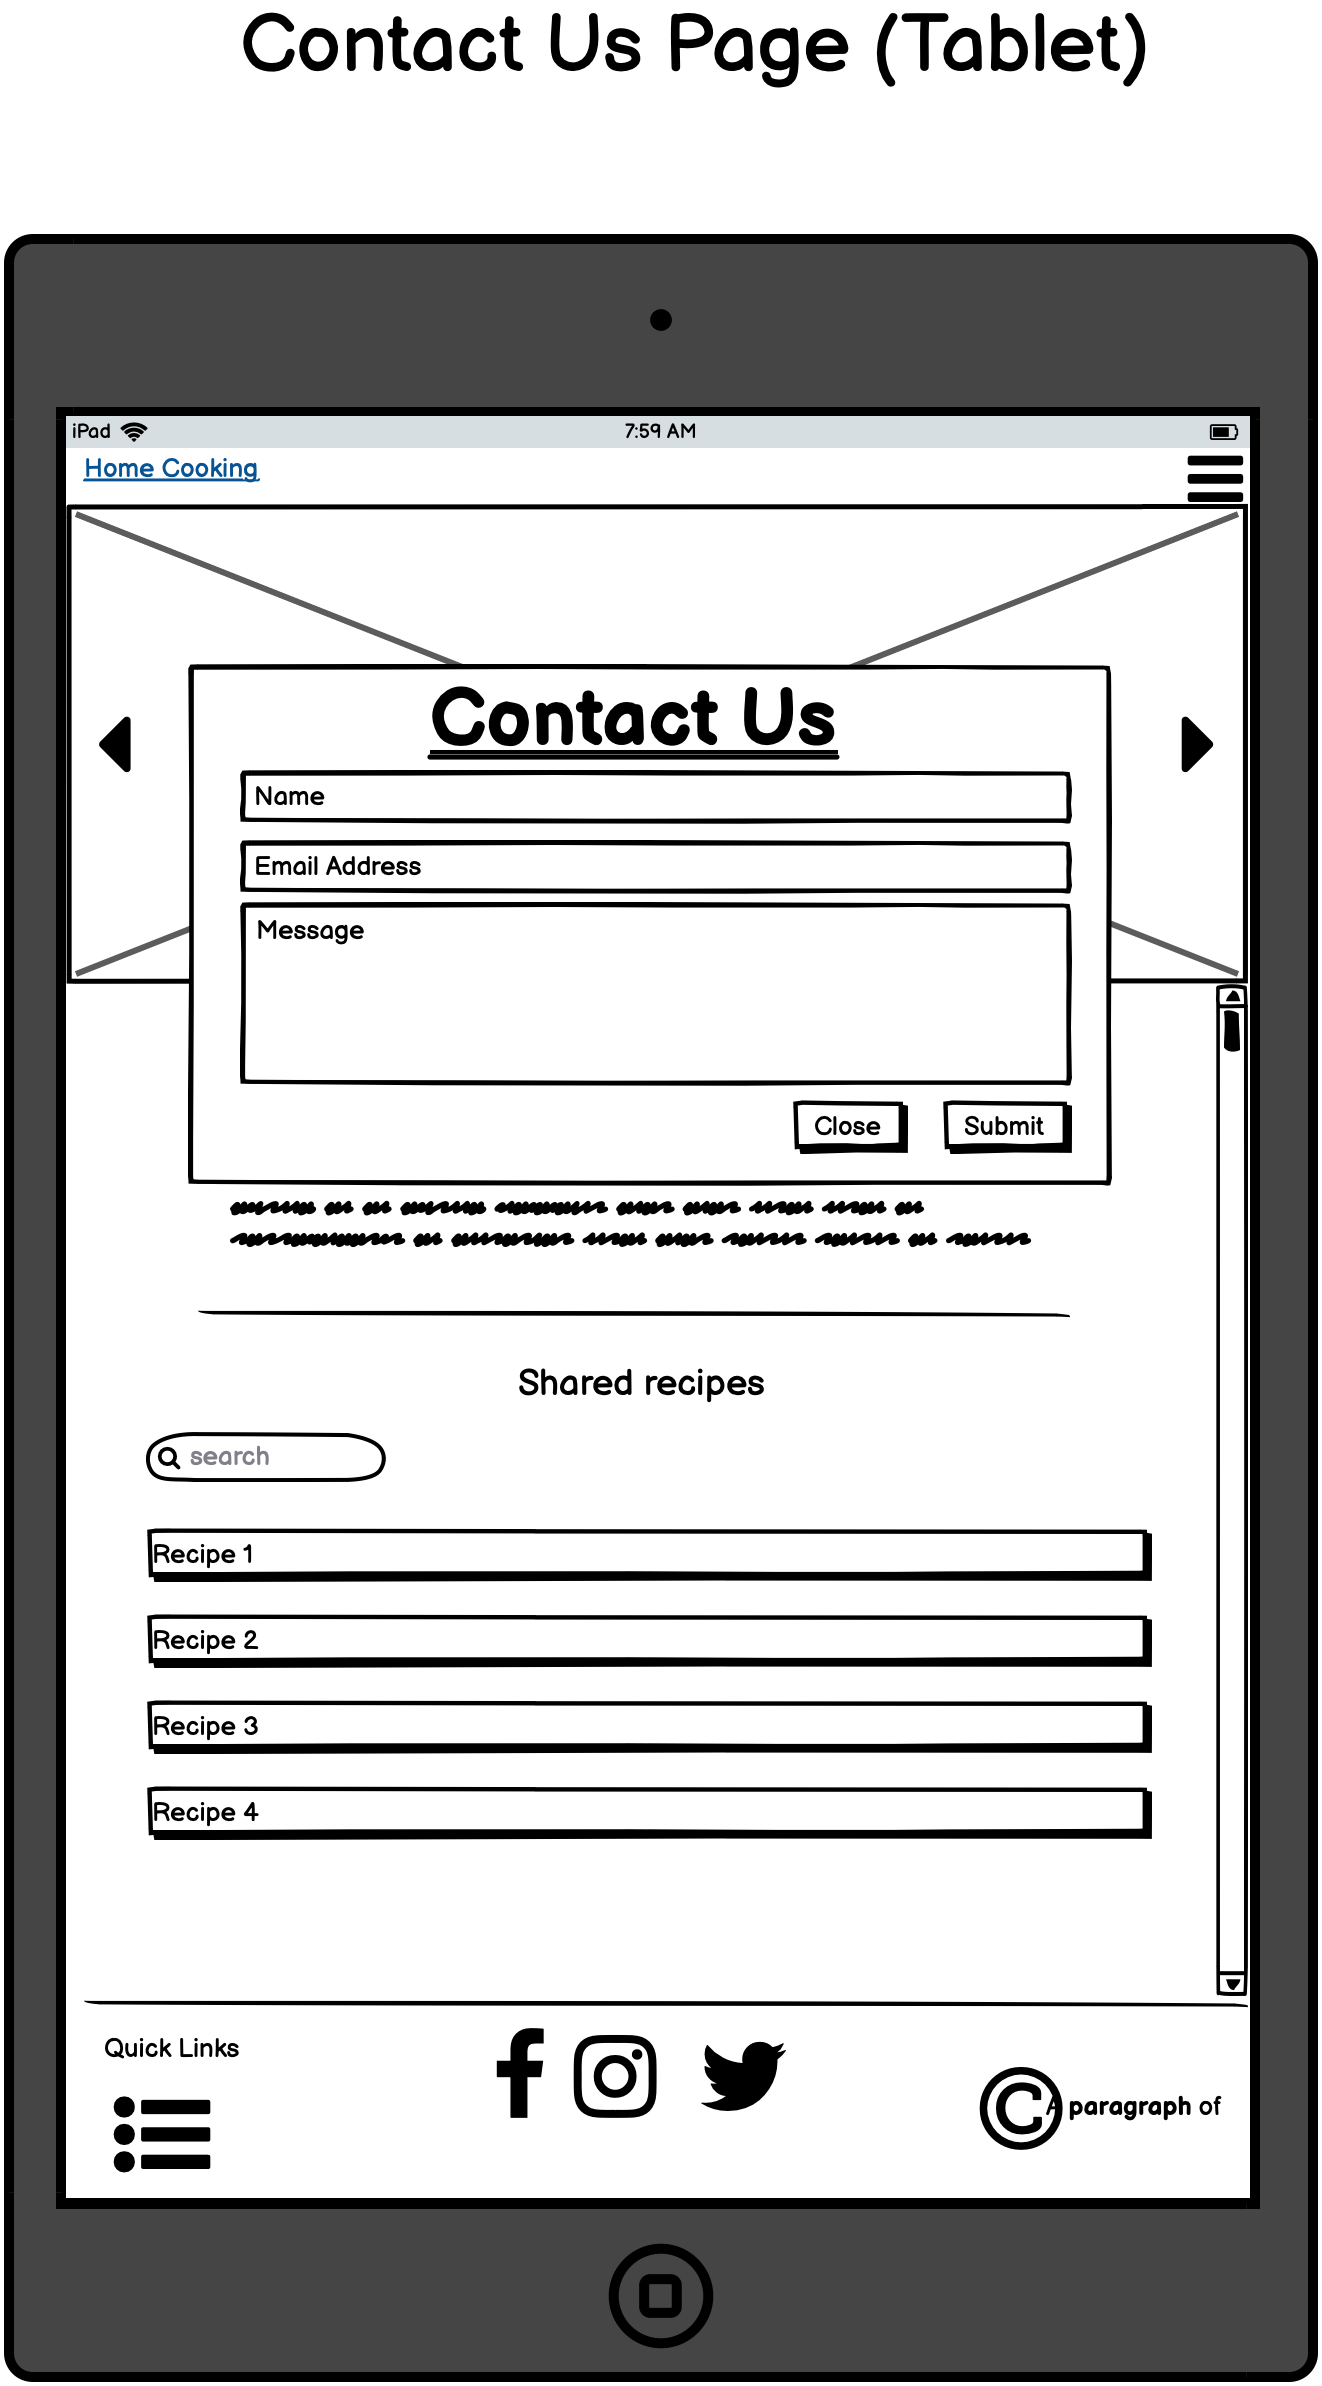 Contact Us Page (Tablet)
iPad
7:59 AM
Home Cooking
Contact Us
Name
Email Address
Message
Close
Submit
Shared recipes
search
Recipe 1
Recipe 2
Recipe 3
Recipe 4
Quick Links
© A paragraph of